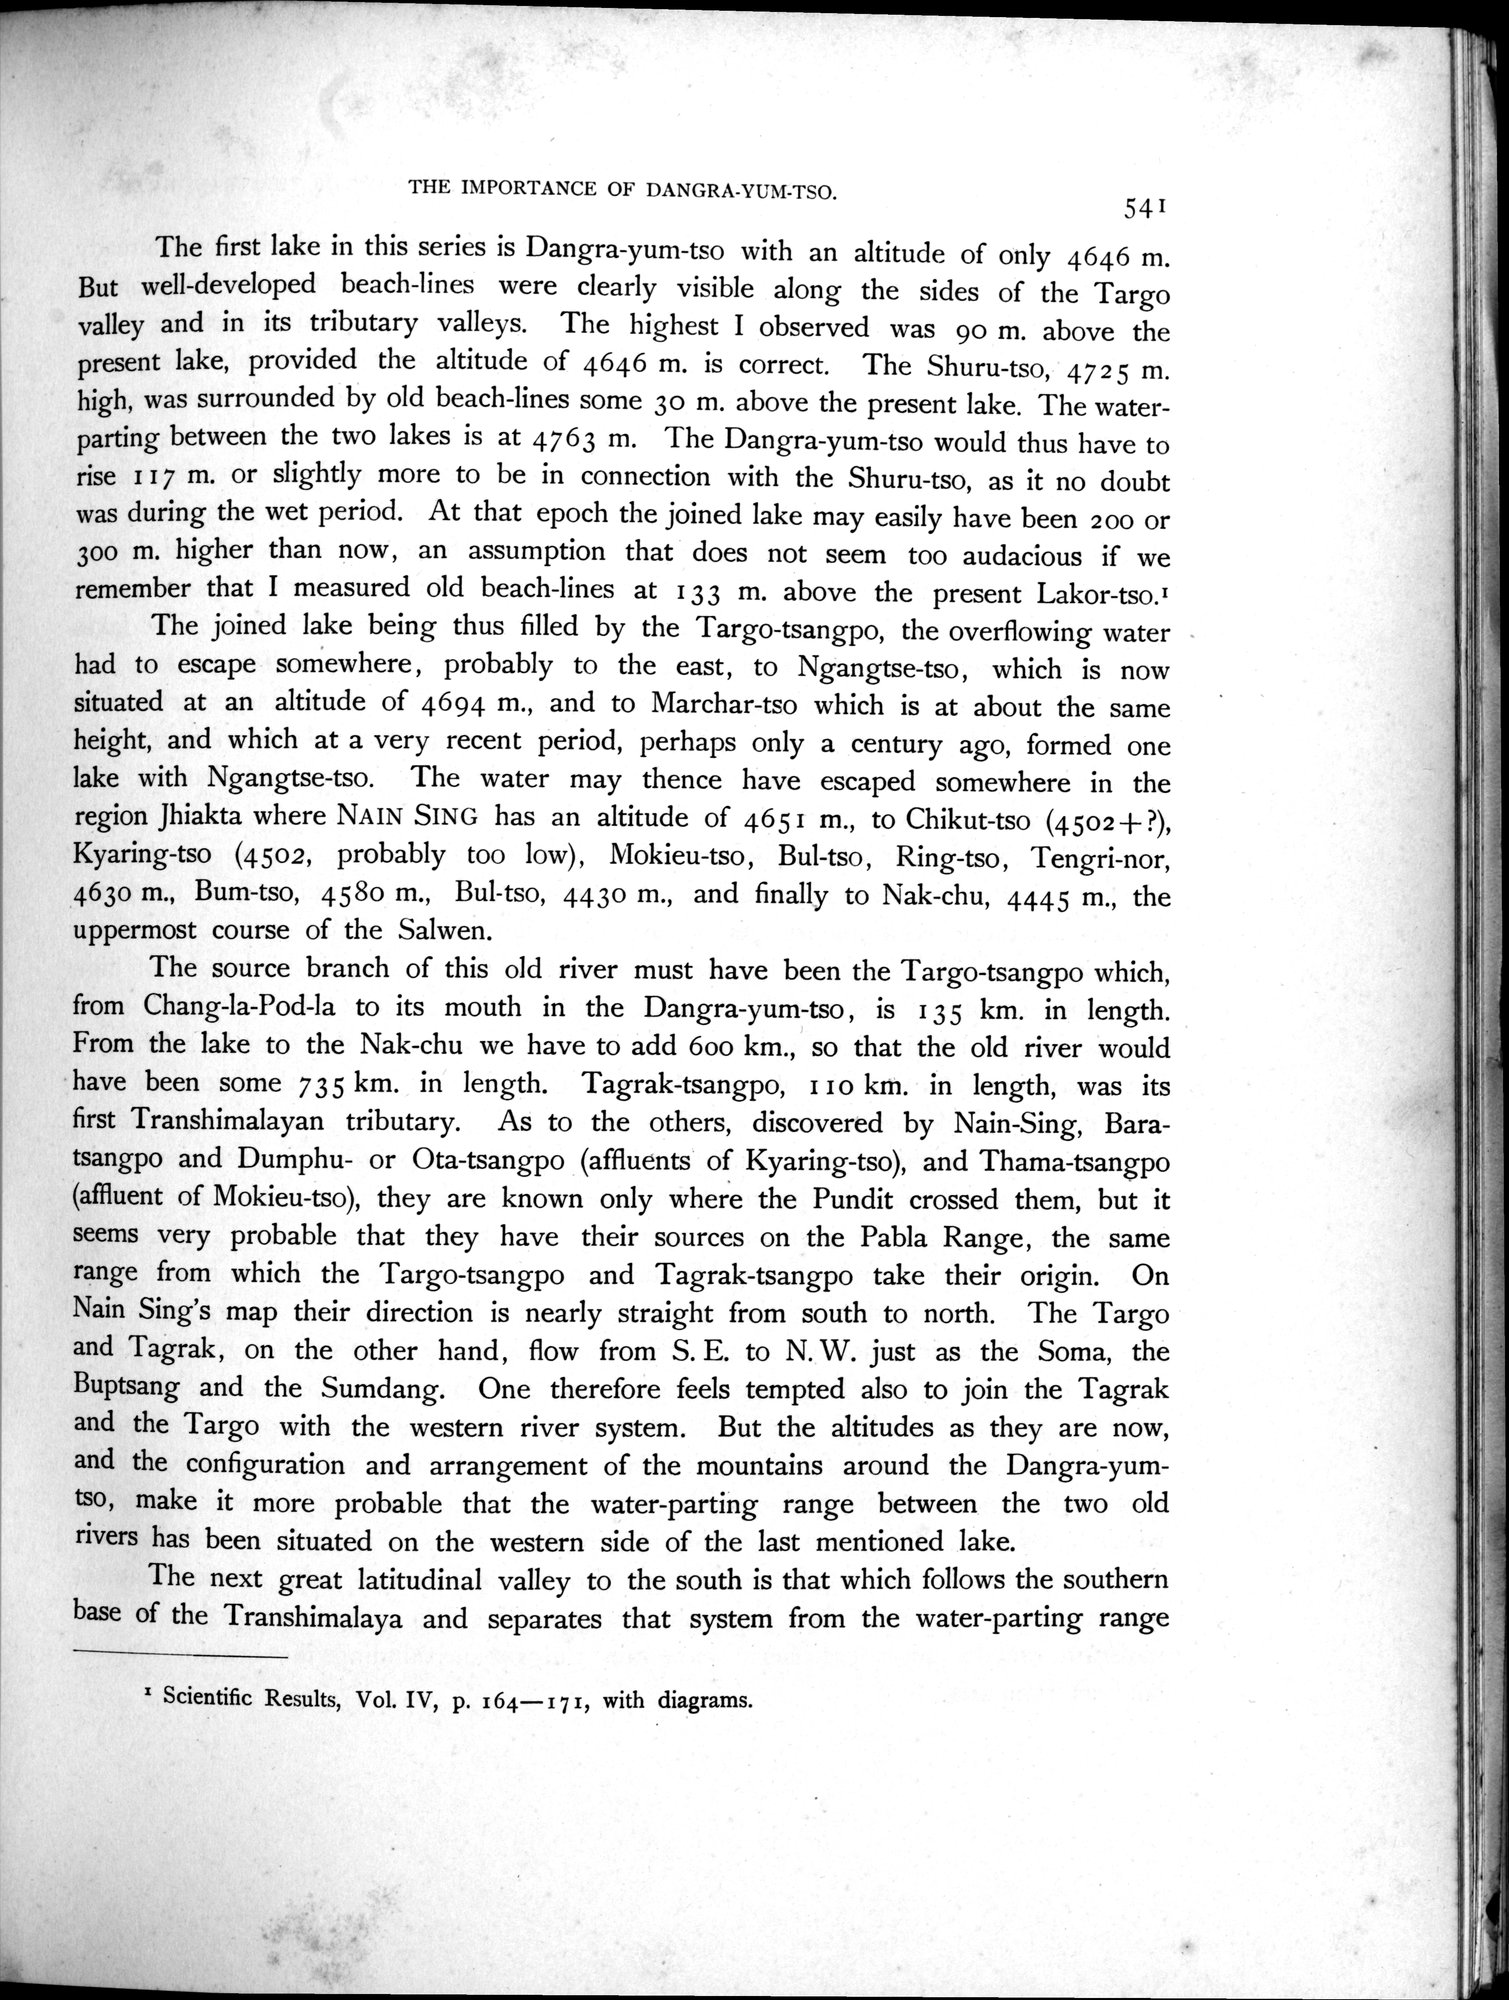 THE IMPORTANCE OF DANGRA-YUM-TSO.
541
The first lake in this series is Dangra-yum-tso with an altitude of only 4646 m.
But well-developed beach-lines were clearly visible along the sides of the Targo
valley and in its tributary valleys. The highest I observed was 90 m. above the
present lake, provided the altitude of 4646 m. is correct. The Shuru-tso, 4725 m.
high, was surrounded by old beach-lines some 30 m. above the present lake. The water-
parting between the two lakes is at 4763 m. The Dangra-yum-tso would thus have to
rise 117 m. or slightly more to be in connection with the Shuru-tso, as it no doubt
was during the wet period. At that epoch the joined lake may easily have been 200 or
300 m. higher than now, an assumption that does not seem too audacious if we
remember that I measured old beach-lines at 133 m. above the present Lakor-tso.¹
The joined lake being thus filled by the Targo-tsangpo, the overflowing water
had to escape somewhere, probably to the east, to Ngangtse-tso, which is now
situated at an altitude of 4694 m., and to Marchar-tso which is at about the same
height, and which at a very recent period, perhaps only a century ago, formed one
lake with Ngangtse-tso. The water may thence have escaped somewhere in the
region Jhiakta where NAIN SING has an altitude of 4651 m., to Chikut-tso (4502+?),
Kyaring-tso (4502, probably too low), Mokieu-tso, Bul-tso, Ring-tso, Tengri-nor,
4630 m., Bum-tso, 4580 m., Bul-tso, 4430 m., and finally to Nak-chu, 4445 m., the
uppermost course of the Salwen.
The source branch of this old river must have been the Targo-tsangpo which,
from Chang-la-Pod-la to its mouth in the Dangra-yum-tso, is 135 km. in length.
From the lake to the Nak-chu we have to add 600 km., so that the old river would
have been some 735 km. in length. Tagrak-tsangpo, 110 km. in length, was its
first Transhimalayan tributary. As to the others, discovered by Nain-Sing, Bara-
tsangpo and Dumphu- or Ota-tsangpo (affluents of Kyaring-tso), and Thama-tsangpo
(affluent of Mokieu-tso), they are known only where the Pundit crossed them, but it
seems very probable that they have their sources on the Pabla Range, the same
range from which the Targo-tsangpo and Tagrak-tsangpo take their origin. On
Nain Sing's map their direction is nearly straight from south to north. The Targo
and Tagrak, on the other hand, flow from S. E. to N. W. just as the Soma, the
Buptsang and the Sumdang. One therefore feels tempted also to join the Tagrak
and the Targo with the western river system. But the altitudes as they are now,
and the configuration and arrangement of the mountains around the Dangra-yum-
tso, make it more probable that the water-parting range between the two old
rivers has been situated on the western side of the last mentioned lake.
The next great latitudinal valley to the south is that which follows the southern
base of the Transhimalaya and separates that system from the water-parting range
¹ Scientific Results, Vol. IV, p. 164—171, with diagrams.